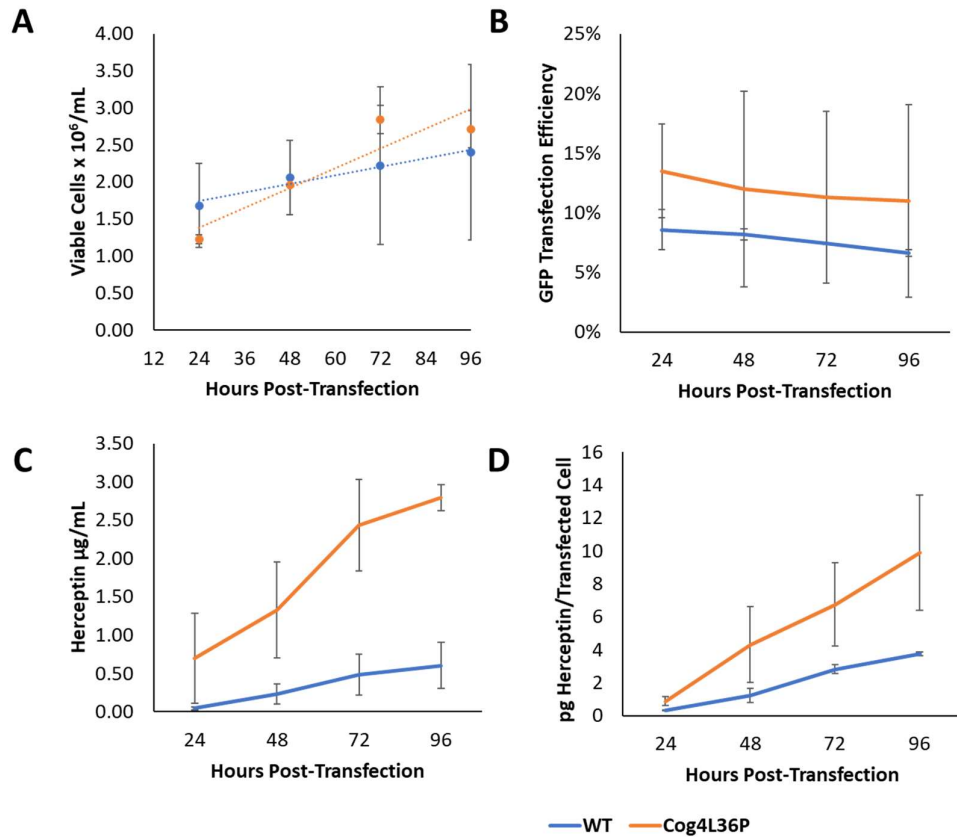 A
Viable Cells x 10⁶/mL
4.00
3.50
3.00
2.50
2.00
1.50
1.00
0.50
0.00
12 24 36 48 60 72 84 96
Hours Post-Transfection
B
GFP Transfection Efficiency
25%
20%
15%
10%
5%
0%
24 48 72 96
Hours Post-Transfection
C
Herceptin µg/mL
3.50
3.00
2.50
2.00
1.50
1.00
0.50
0.00
24 48 72 96
Hours Post-Transfection
D
pg Herceptin/Transfected Cell
16
14
12
10
8
6
4
2
0
24 48 72 96
Hours Post-Transfection
WT Cog4L36P